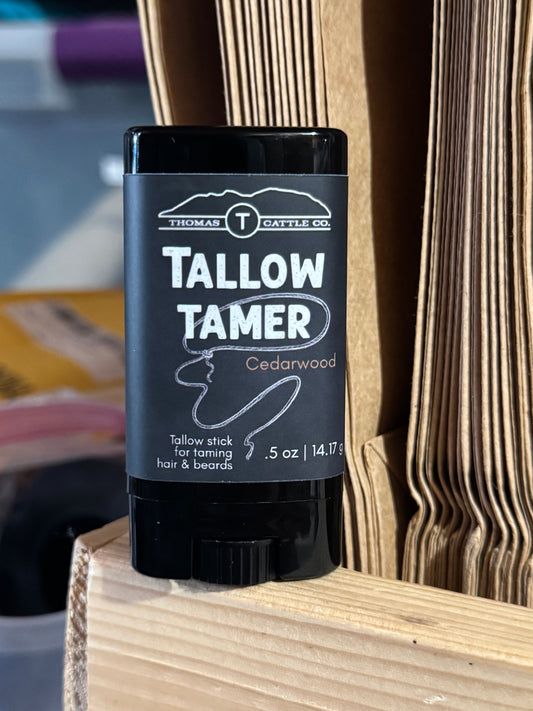 THOMAS T CATTLE CO.
TALLOW
TAMER
Cedarwood
Tallow stick
for taming
hair & beards
.5 oz | 14.17 g